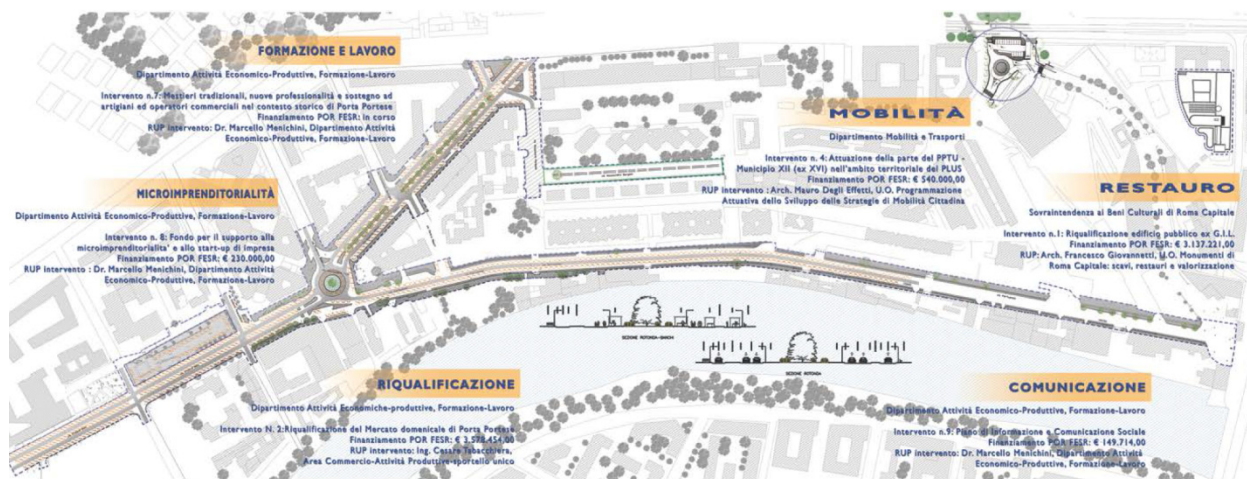 FORMAZIONE E LAVORO
Dipartimento Attività Economico-Produttive, Formazione-Lavoro
Intervento n.7: Mestieri tradizionali, nuove professionalità e sostegno ad
artigiani ed operatori commerciali nel contesto storico di Porta Portese
Finanziamento POR FESR: in corso
RUP intervento: Dr. Marcello Menichini, Dipartimento Attività
Economico-Produttive, Formazione-Lavoro
MOBILITÀ
Dipartimento Mobilità e Trasporti
Intervento n. 4: Attuazione della parte del PPTU -
Municipio XII (ex XVI) nell'ambito territoriale del PLUS
Finanziamento POR FESR: € 540.000,00
RUP intervento : Arch. Mauro Degli Effetti, U.O. Programmazione
Attuativa dello Sviluppo delle Strategie di Mobilità Cittadina
MICROIMPRENDITORIALITÀ
Dipartimento Attività Economico-Produttive, Formazione-Lavoro
Intervento n. 8: Fondo per il supporto alla
microimprenditorialita' e allo start-up di impresa
Finanziamento POR FESR: € 230.000,00
RUP intervento : Dr. Marcello Menichini, Dipartimento Attività
Economico-Produttive, Formazione-Lavoro
RESTAURO
Sovraintendenza ai Beni Culturali di Roma Capitale
Intervento n.1: Riqualificazione edificio pubblico ex G.I.L.
Finanziamento POR FESR: € 3.137.221,00
RUP: Arch. Francesco Giovannetti, U.O. Monumenti di
Roma Capitale: scavi, restauri e valorizzazione
SEZIONE ROTONDA-BANCHI
SEZIONE ROTONDA
RIQUALIFICAZIONE
Dipartimento Attività Economiche-produttive, Formazione-Lavoro
Intervento N. 2:Riqualificazione del Mercato domenicale di Porta Portese
Finanziamento POR FESR: € 3.578.454,00
RUP intervento: Ing. Cesare Tabacchiera,
Area Commercio-Attività Produttive-sportello unico
COMUNICAZIONE
Dipartimento Attività Economico-Produttive, Formazione-Lavoro
Intervento n.9: Piano di Informazione e Comunicazione Sociale
Finanziamento POR FESR: € 149.714,00
RUP intervento: Dr. Marcello Menichini, Dipartimento Attività
Economico-Produttive, Formazione-Lavoro